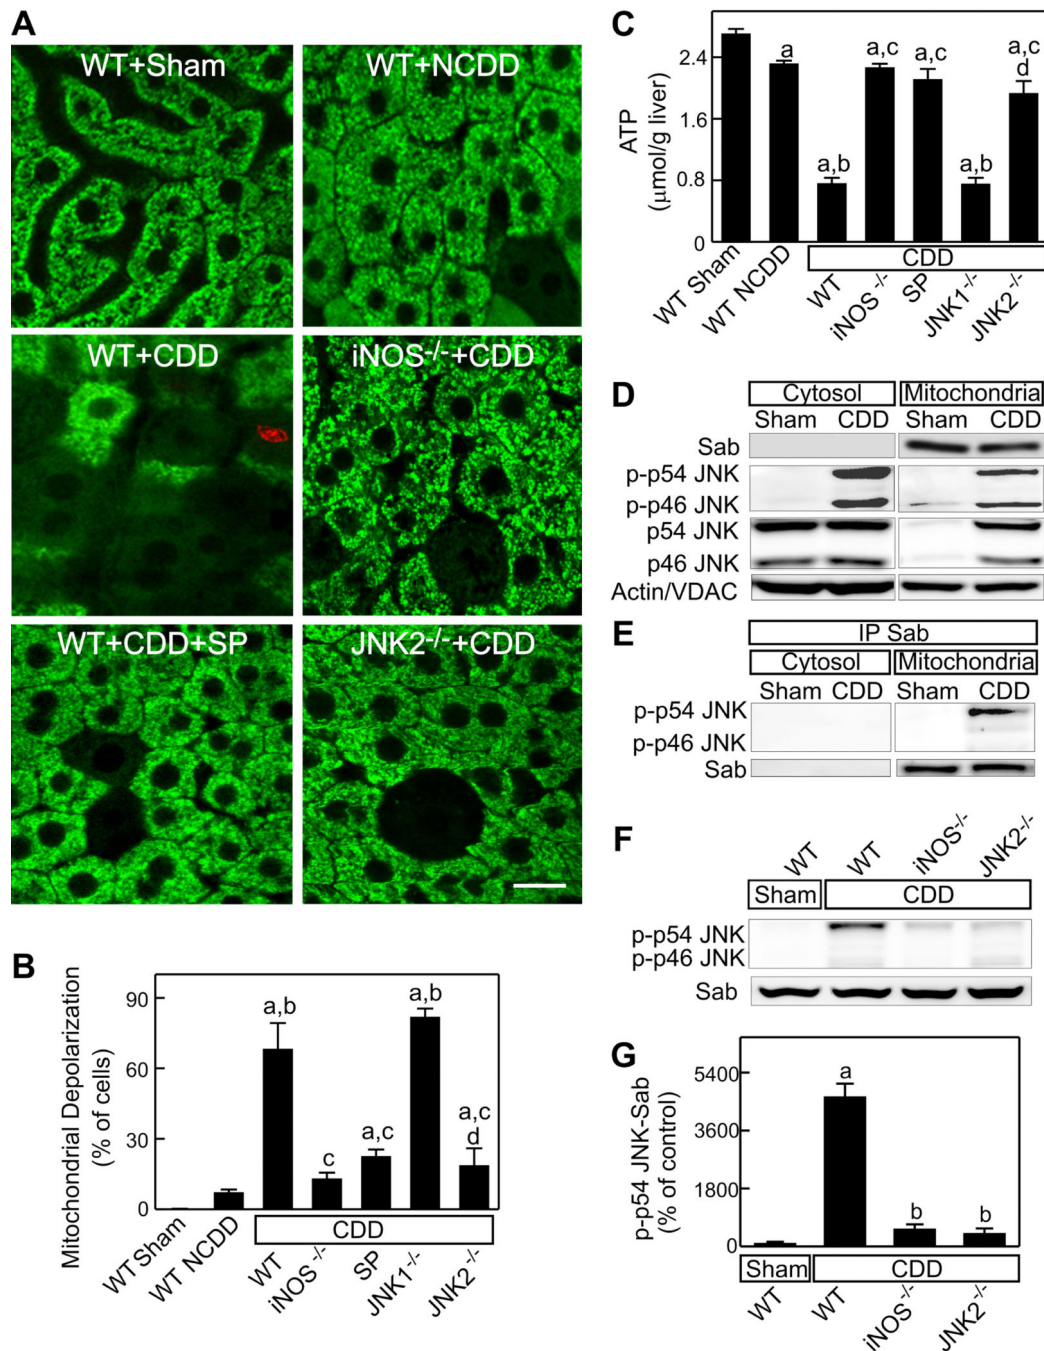 A
WT+Sham
WT+NCDD
WT+CDD
iNOS-/-+CDD
WT+CDD+SP
JNK2-/-+CDD
B
Mitochondrial Depolarization
(% of cells)
90
60
30
0
a,b
c
a,c
a,b
a,c
d
WT Sham
WT NCDD
WT
iNOS-/-
SP
JNK1-/-
JNK2-/-
CDD
C
ATP
(μmol/g liver)
2.4
1.6
0.8
0
a
a,b
a,c
a,c
a,b
a,c
d
CDD
WT Sham
WT NCDD
WT
iNOS-/-
SP
JNK1-/-
JNK2-/-
D
Cytosol Mitochondria
Sham CDD Sham CDD
Sab
p-p54 JNK
p-p46 JNK
p54 JNK
p46 JNK
Actin/VDAC
E
IP Sab
Cytosol Mitochondria
Sham CDD Sham CDD
p-p54 JNK
p-p46 JNK
Sab
F
WT WT iNOS-/- JNK2-/-
Sham CDD
p-p54 JNK
p-p46 JNK
Sab
G
p-p54 JNK-Sab
(% of control)
5400
3600
1800
0
a
b
b
Sham CDD
WT WT iNOS-/- JNK2-/-